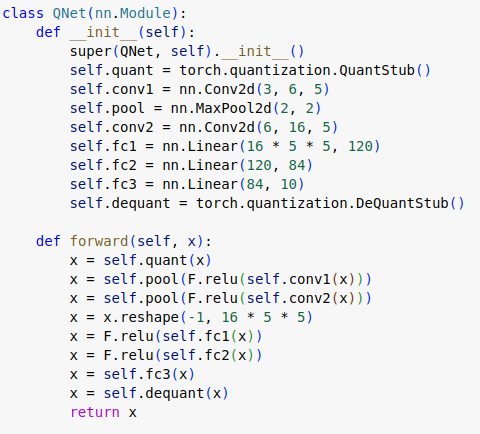 class QNet(nn.Module):
    def __init__(self):
        super(QNet, self).__init__()
        self.quant = torch.quantization.QuantStub()
        self.conv1 = nn.Conv2d(3, 6, 5)
        self.pool = nn.MaxPool2d(2, 2)
        self.conv2 = nn.Conv2d(6, 16, 5)
        self.fc1 = nn.Linear(16 * 5 * 5, 120)
        self.fc2 = nn.Linear(120, 84)
        self.fc3 = nn.Linear(84, 10)
        self.dequant = torch.quantization.DeQuantStub()

    def forward(self, x):
        x = self.quant(x)
        x = self.pool(F.relu(self.conv1(x)))
        x = self.pool(F.relu(self.conv2(x)))
        x = x.reshape(-1, 16 * 5 * 5)
        x = F.relu(self.fc1(x))
        x = F.relu(self.fc2(x))
        x = self.fc3(x)
        x = self.dequant(x)
        return x